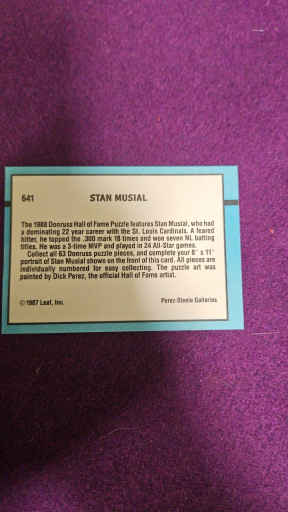 641 STAN MUSIAL
The 1988 Donruss Hall of Fame Puzzle features Stan Musial, who had
a dominating 22 year career with the St. Louis Cardinals. A feared
hitter, he topped the .300 mark 18 times and won seven NL batting
titles. He was a 3-time MVP and played in 24 All-Star games.
Collect all 63 Donruss puzzle pieces, and complete your 8" x 11"
portrait of Stan Musial shown on the front of this card. All pieces are
individually numbered for easy collecting. The puzzle art was
painted by Dick Perez, the official Hall of Fame artist.
© 1987 Leaf, Inc. Perez-Steele Galleries